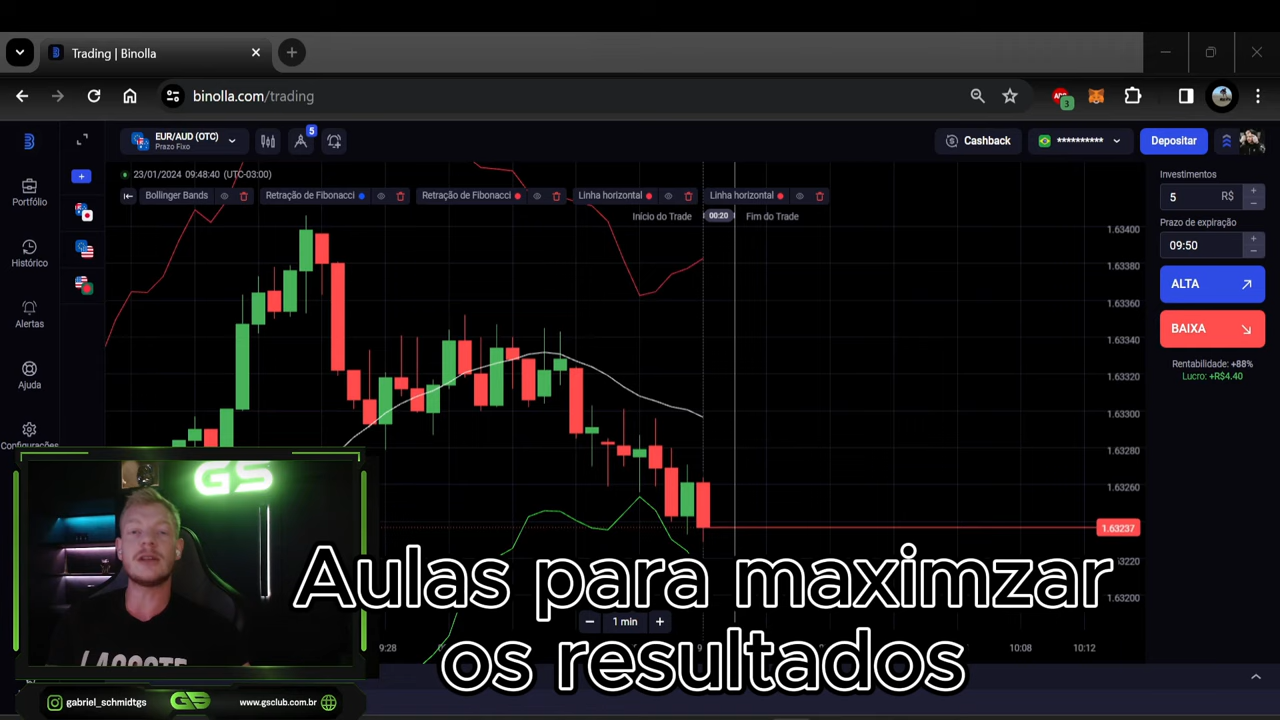 Trading | Binolla
binolla.com/trading
3
EUR/AUD (OTC)
Prazo Fixo
5
Cashback
**********
Depositar
23/01/2024 09:48:40 (UTC-03:00)
Bollinger Bands
Retração de Fibonacci
Retração de Fibonacci
Linha horizontal
Linha horizontal
Início do Trade
00:20
Fim do Trade
Portfólio
Histórico
Alertas
Ajuda
Configurações
Investimentos
5 R$
Prazo de expiração
09:50
ALTA
BAIXA
Rentabilidade: +88%
Lucro: +R$4.40
1.63400
1.63380
1.63360
1.63340
1.63320
1.63300
1.63280
1.63260
1.63237
1.63220
1.63200
GS
LACOSTE
Aulas para maximzar
os resultados
1 min
9:28
10:08
10:12
gabriel_schmidtgs
GS
www.gsclub.com.br